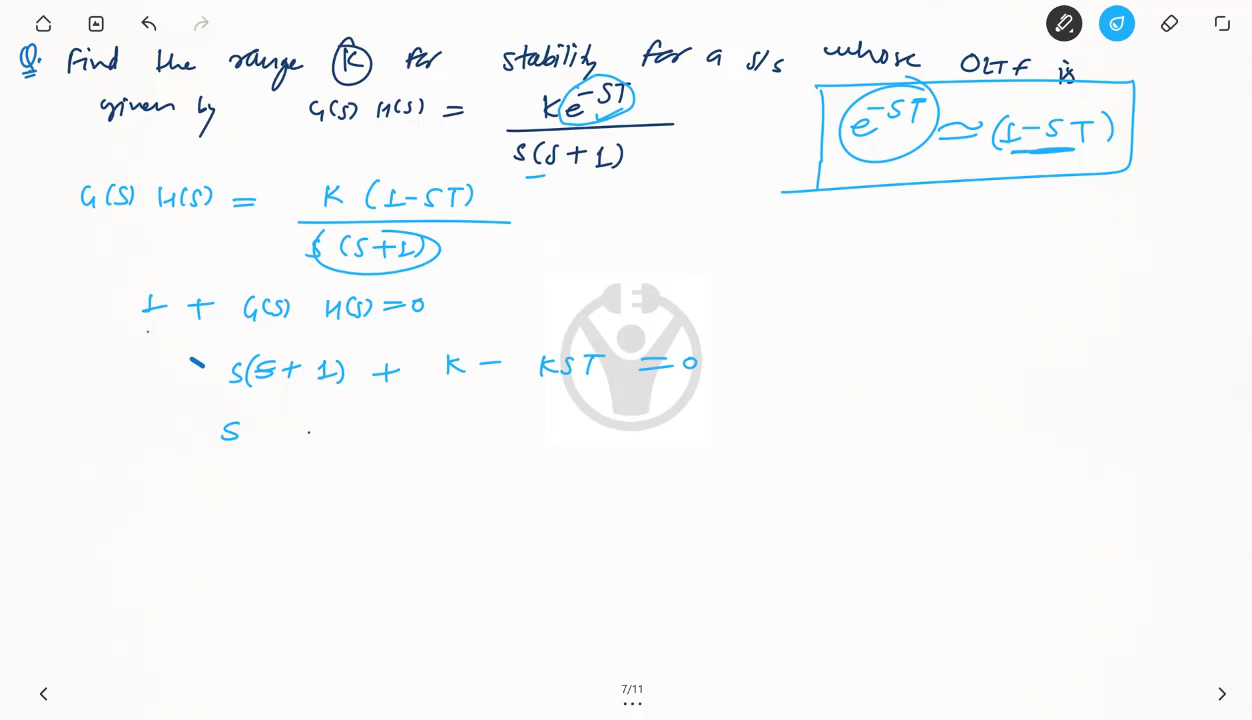 Q. Find the range K for stability for a s/s whose OLTF is
given by G(s) H(s) = Ke^{-ST} / S(S+1)
e^{-ST} ≃ (1-ST)
G(S) H(S) = K (1-ST) / S (S+1)
1 + G(S) H(S) = 0
S(S+1) + K - KST = 0
S
7/11